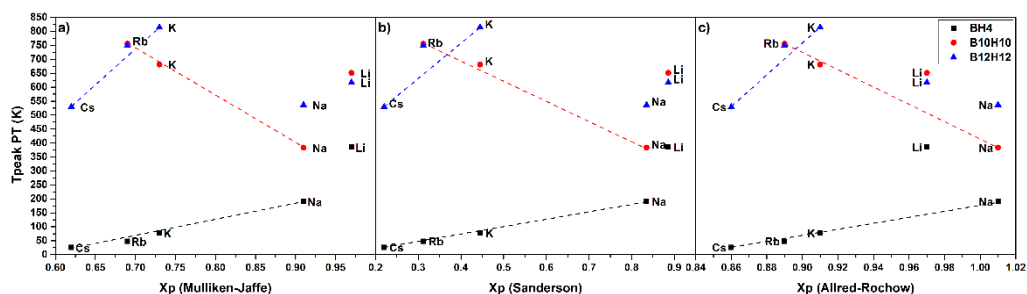 a)
b)
c)
BH4
B10H10
B12H12
Tpeak PT (K)
850
800
750
700
650
600
550
500
450
400
350
300
250
200
150
100
50
0
Cs
Rb
K
K
Na
Na
Na
Li
Li
Li
Cs
Rb
K
Cs
Rb
K
K
Na
Na
Na
Li
Li
Li
Cs
Rb
K
Cs
Rb
K
K
Li
Li
Li
Na
Na
Na
Cs
Rb
K
0.60 0.65 0.70 0.75 0.80 0.85 0.90 0.95
0.2 0.3 0.4 0.5 0.6 0.7 0.8 0.9
0.84 0.86 0.88 0.90 0.92 0.94 0.96 0.98 1.00 1.02
Xp (Mulliken-Jaffe)
Xp (Sanderson)
Xp (Allred-Rochow)